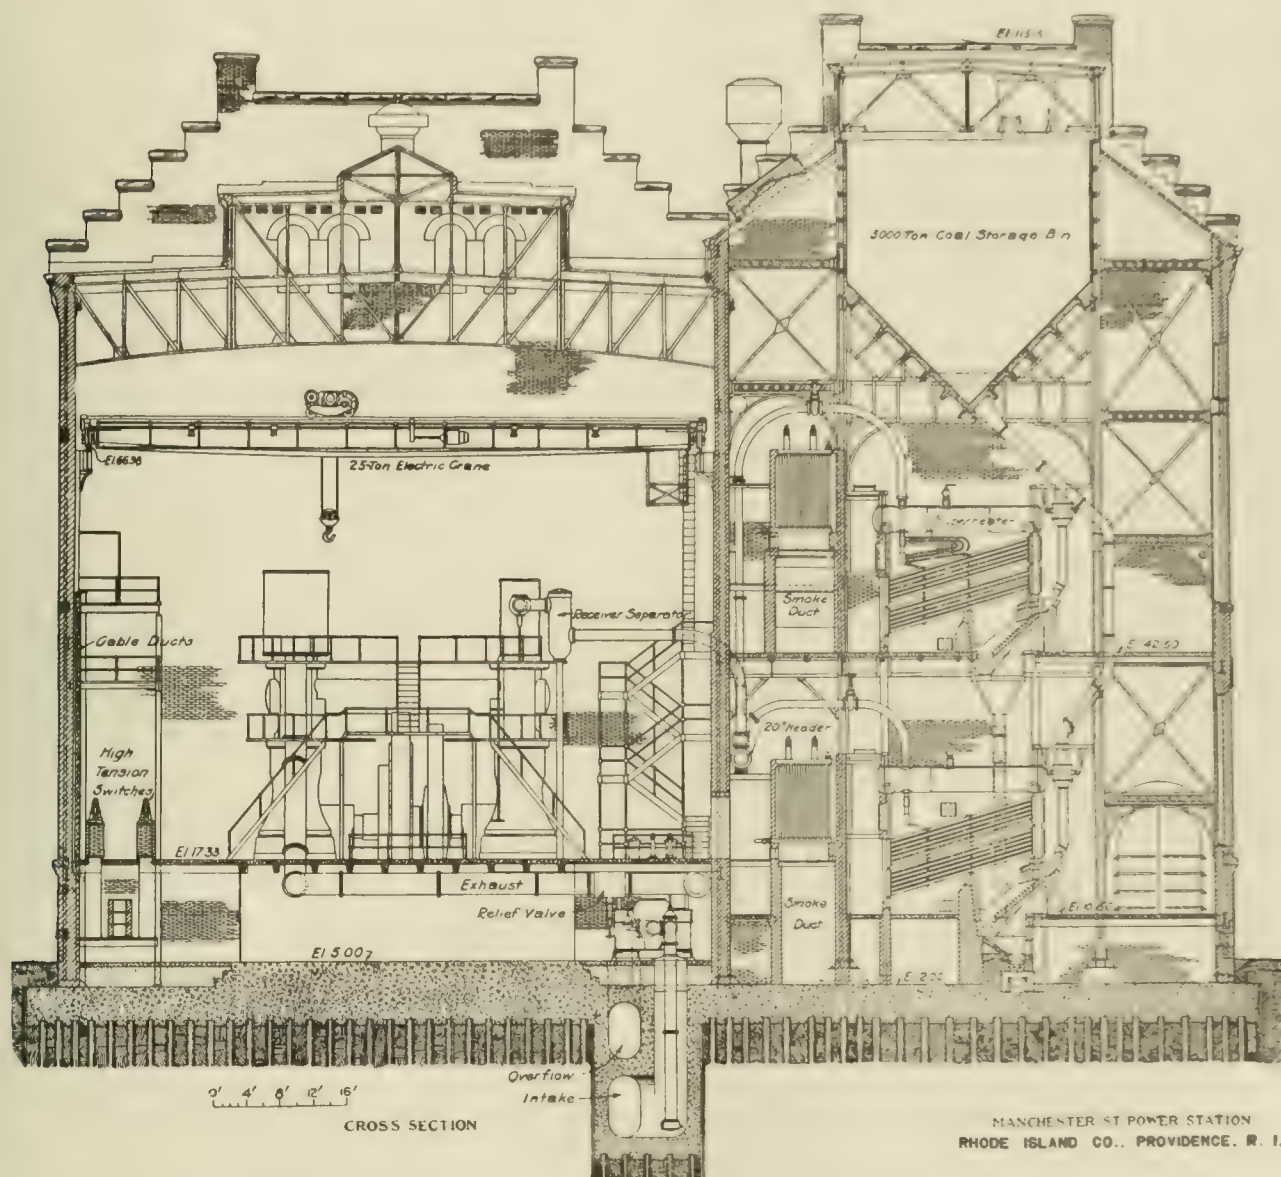 3000 Ton Coal Storage Bin
El. 66.38
25-Ton Electric Crane
Superheater
Receiver Separator
Smoke
Duct
Cable Ducts
El. 42.50
20" Header
High
Tension
Switches
El. 17.33
Exhaust
Relief Valve
Smoke
Duct
El. 5.00
El. 2.00
Overflow
Intake
0' 4' 8' 12' 16'
CROSS SECTION
MANCHESTER ST POWER STATION
RHODE ISLAND CO., PROVIDENCE. R. I.